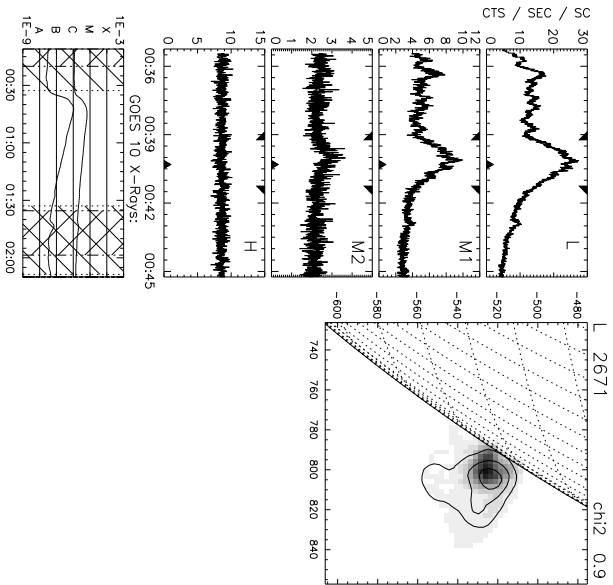 CTS / SEC / SC
0 10 20 30
L
0 2 4 6 8 10 12
M1
0 1 2 3 4 5
M2
0 5 10 15
H
00:36 00:39 00:42 00:45
GOES 10 X-Rays:
1E-9 A B C M X 1E-3
00:30 01:00 01:30 02:00
L 2671 chi2 0.9
-600 -580 -560 -540 -520 -500 -480
740 760 780 800 820 840